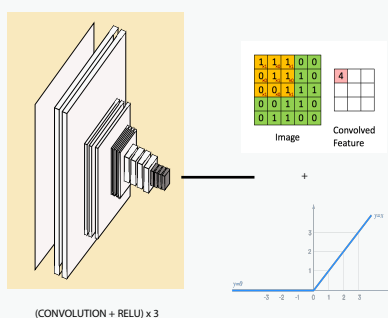 1 1 1 0 0
0 1 1 1 0
0 0 1 1 1
0 0 1 1 0
0 1 1 0 0
4
Image
Convolved
Feature
+
y=x
3
2
1
y=0
-3 -2 -1 0 1 2 3
(CONVOLUTION + RELU) x 3